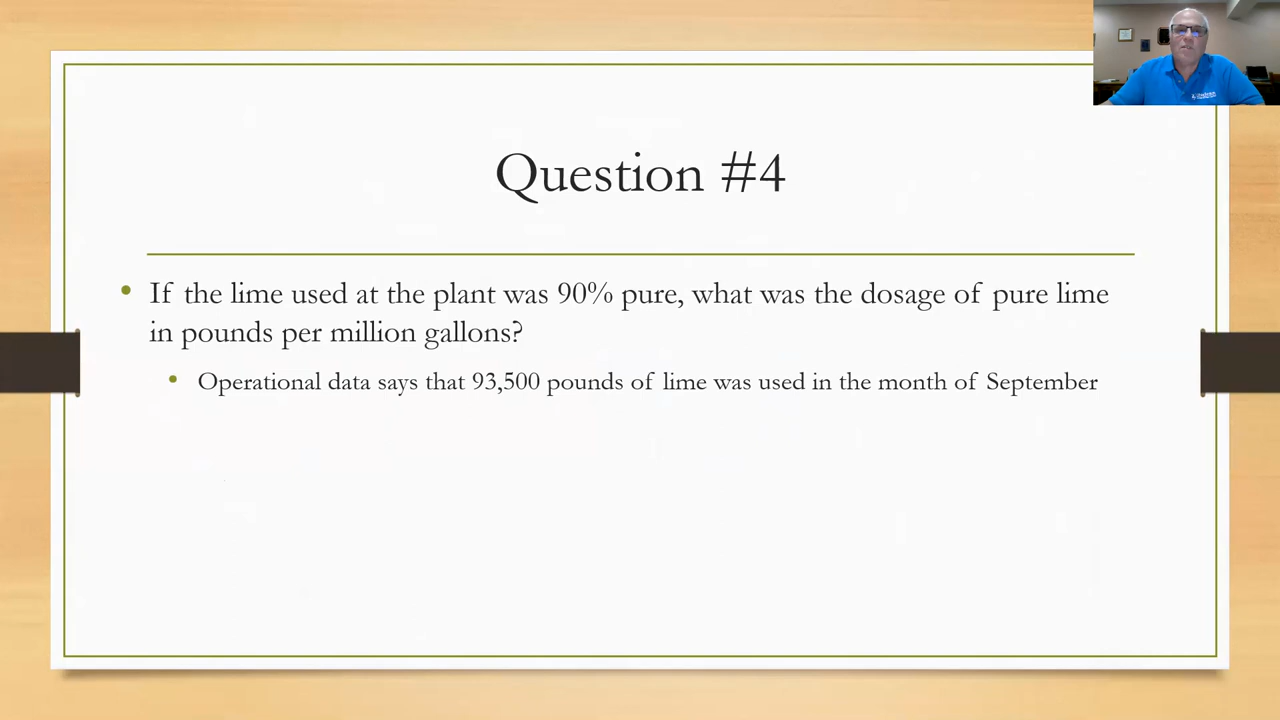 Question #4
If the lime used at the plant was 90% pure, what was the dosage of pure lime
in pounds per million gallons?
Operational data says that 93,500 pounds of lime was used in the month of September